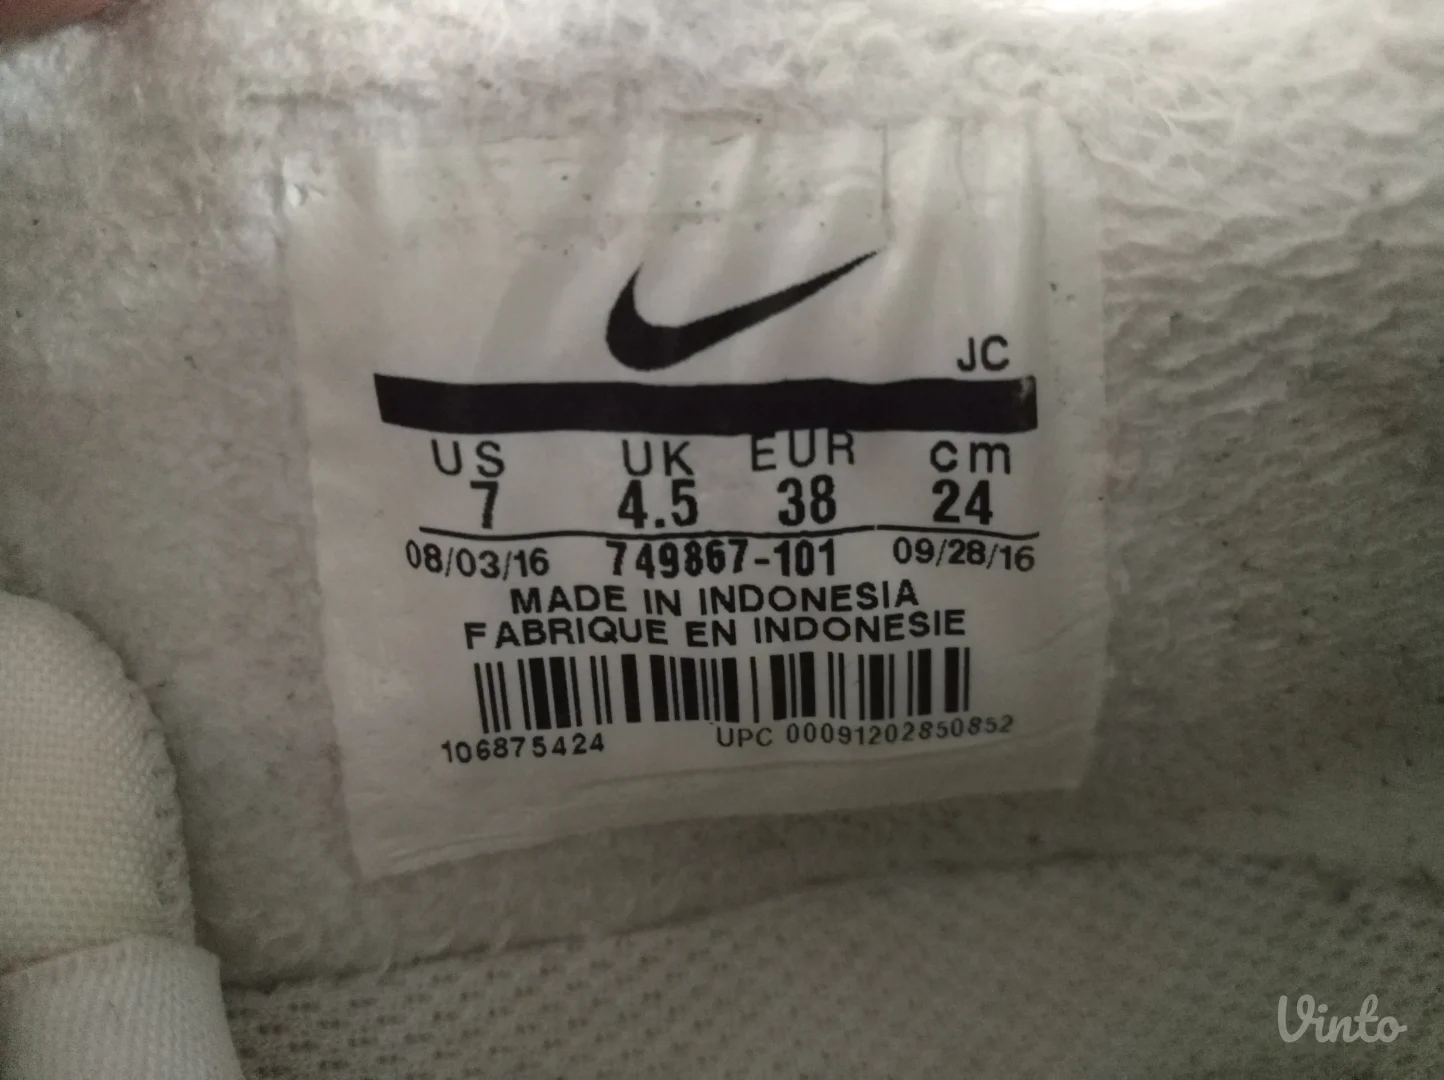 JC
US UK EUR cm
7 4.5 38 24
08/03/16 749867-101 09/28/16
MADE IN INDONESIA
FABRIQUE EN INDONESIE
106875424 UPC 00091202850852
Vinto